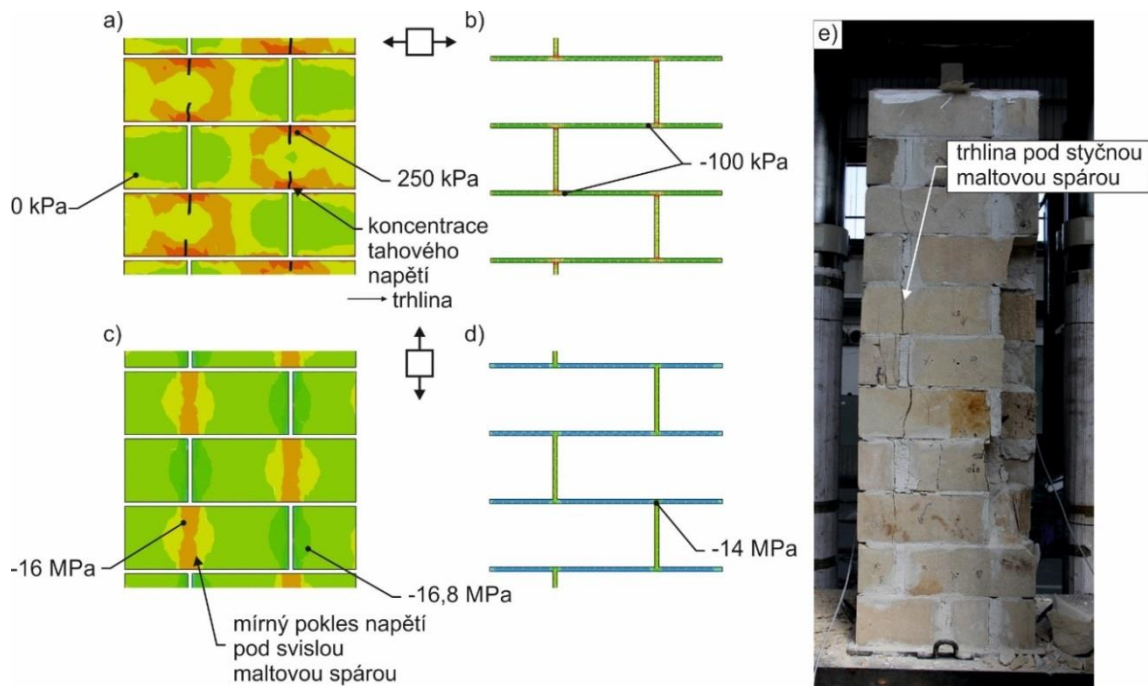 a)
b)
e)
0 kPa
250 kPa
koncentrace
tahového
napětí
trhlina
-100 kPa
trhlina pod styčnou
maltovou spárou
c)
d)
-16 MPa
-16,8 MPa
mírný pokles napětí
pod svislou
maltovou spárou
-14 MPa